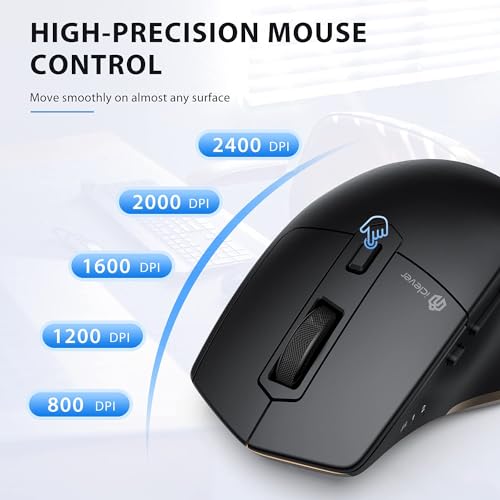 HIGH-PRECISION MOUSE
CONTROL
Move smoothly on almost any surface
2400 DPI
2000 DPI
1600 DPI
1200 DPI
800 DPI
iclever